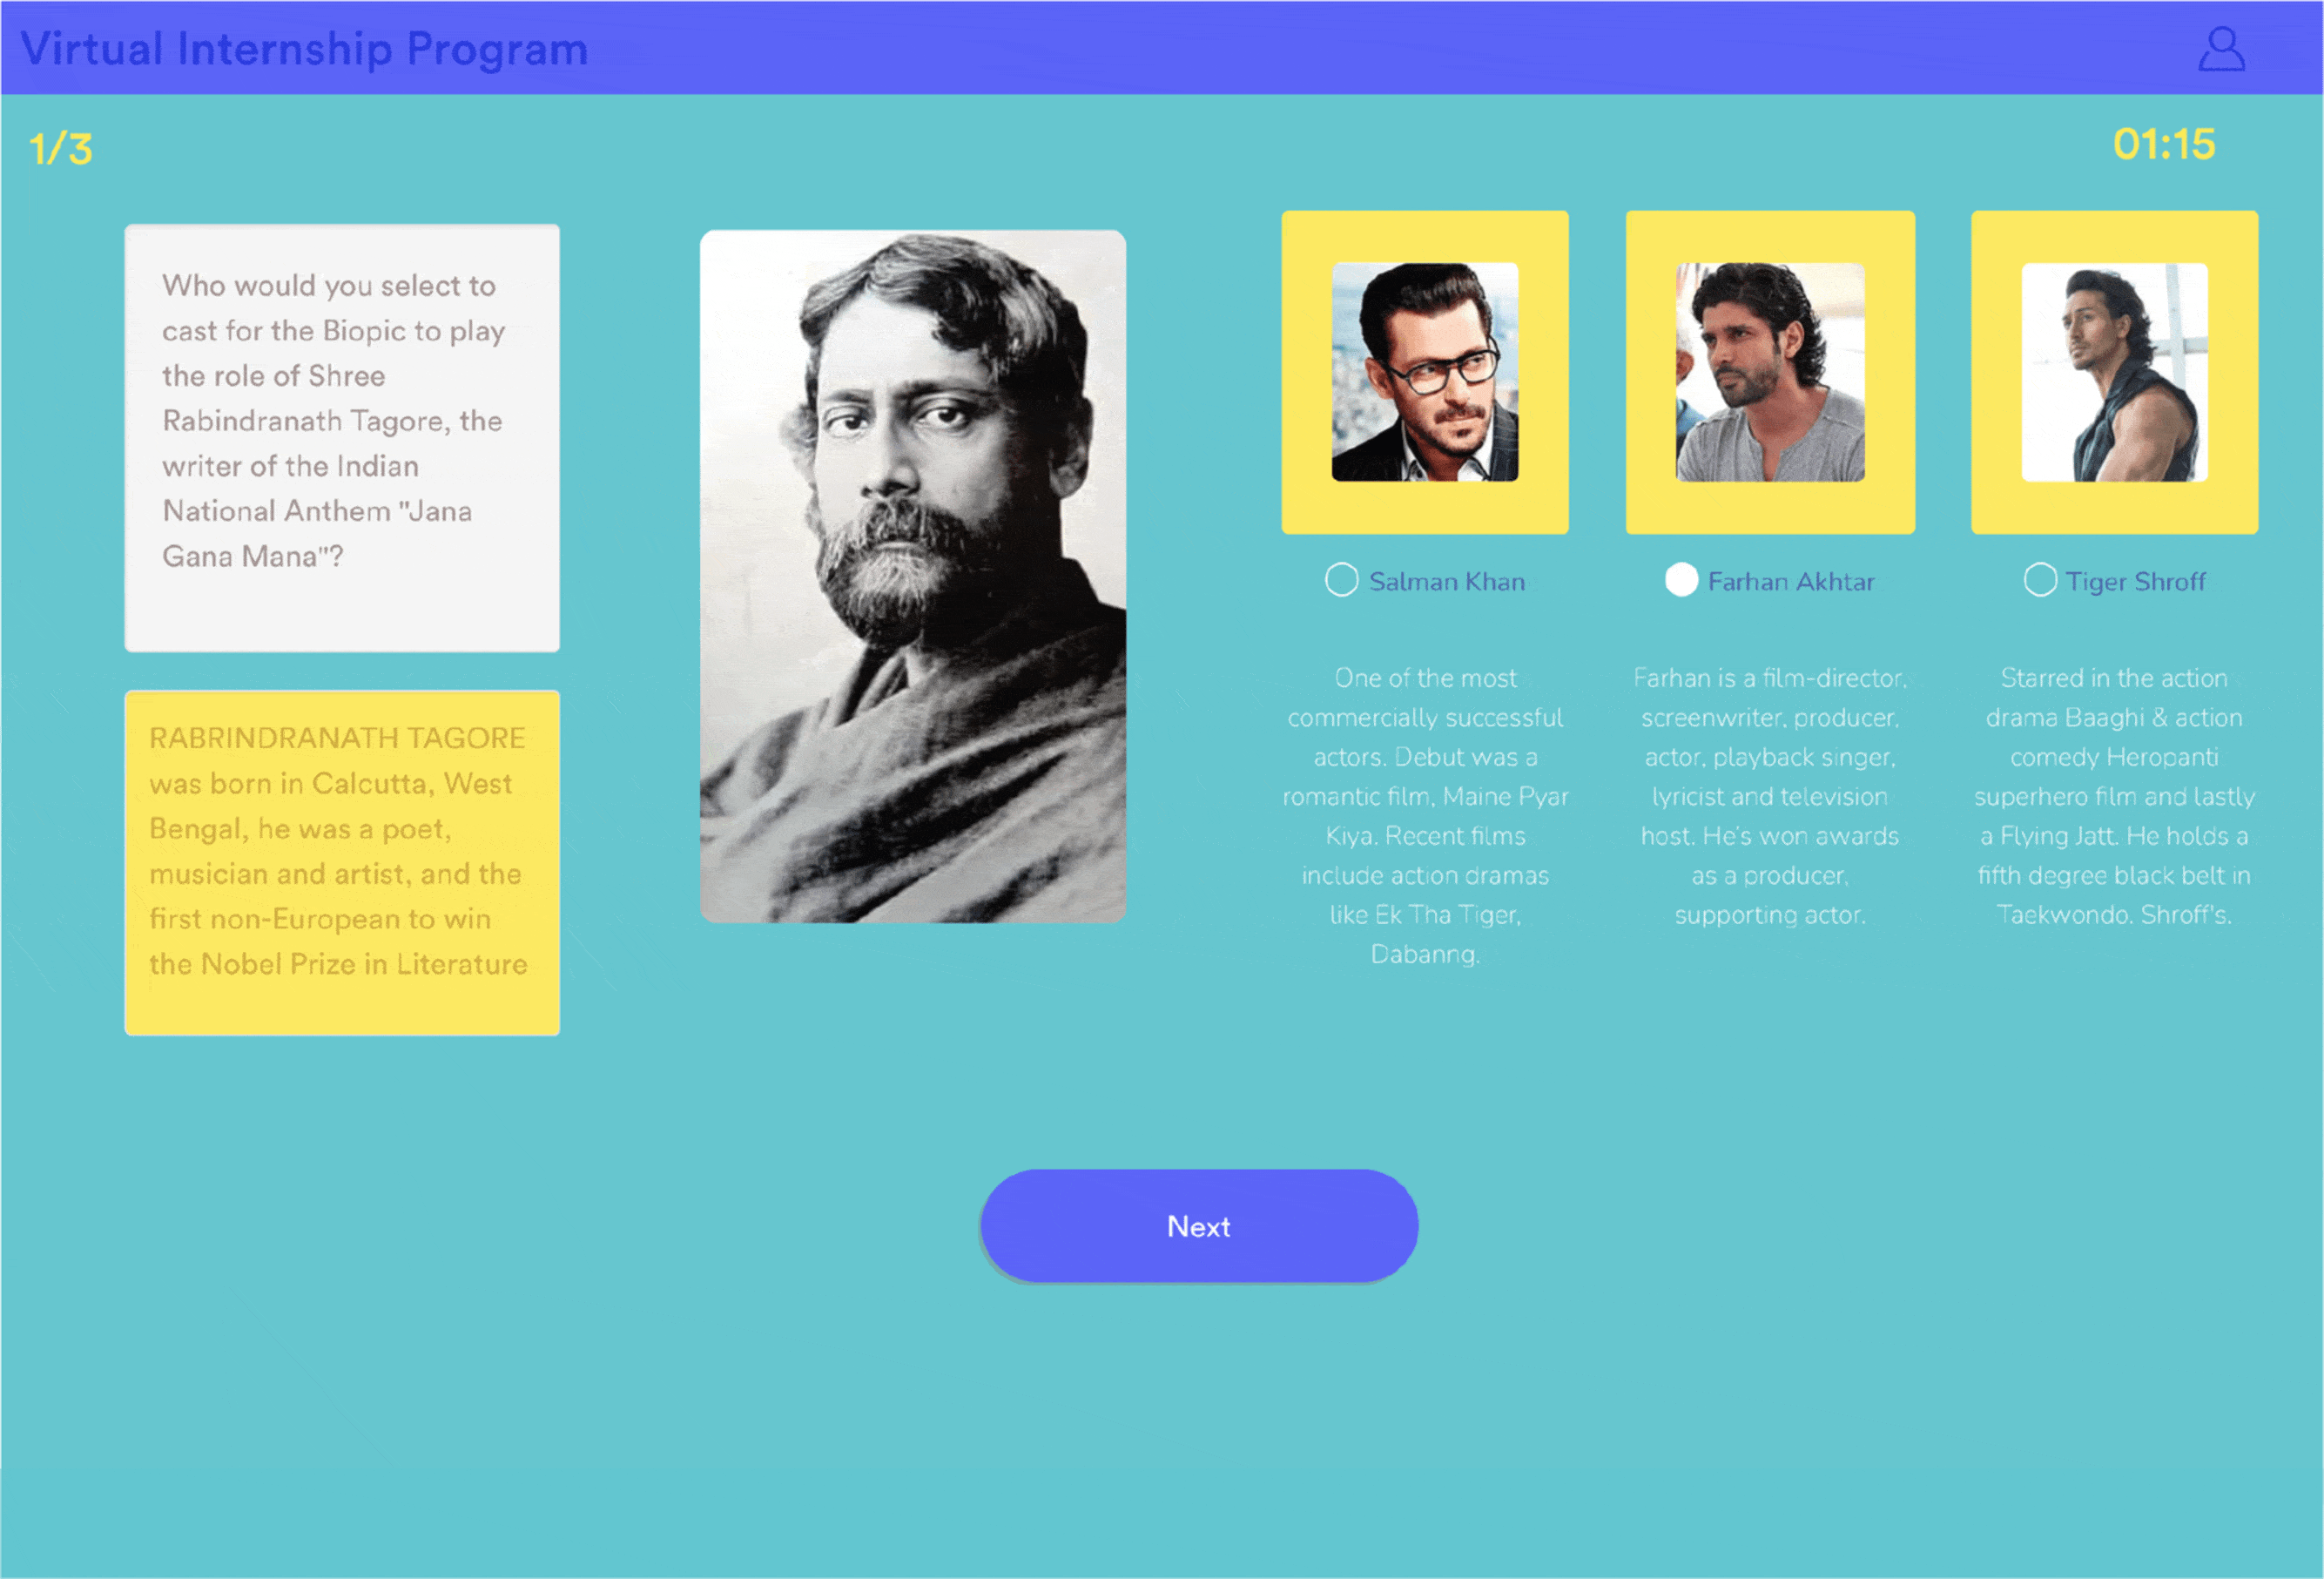 Virtual Internship Program
1/3
01:15
Who would you select to
cast for the Biopic to play
the role of Shree
Rabindranath Tagore, the
writer of the Indian
National Anthem "Jana
Gana Mana"?
RABRINDRANATH TAGORE
was born in Calcutta, West
Bengal, he was a poet,
musician and artist, and the
first non-European to win
the Nobel Prize in Literature
Salman Khan
One of the most
commercially successful
actors. Debut was a
romantic film, Maine Pyar
Kiya. Recent films
include action dramas
like Ek Tha Tiger,
Dabanng.
Farhan Akhtar
Farhan is a film-director,
screenwriter, producer,
actor, playback singer,
lyricist and television
host. He's won awards
as a producer,
supporting actor.
Tiger Shroff
Starred in the action
drama Baaghi & action
comedy Heropanti
superhero film and lastly
a Flying Jatt. He holds a
fifth degree black belt in
Taekwondo. Shroff's.
Next